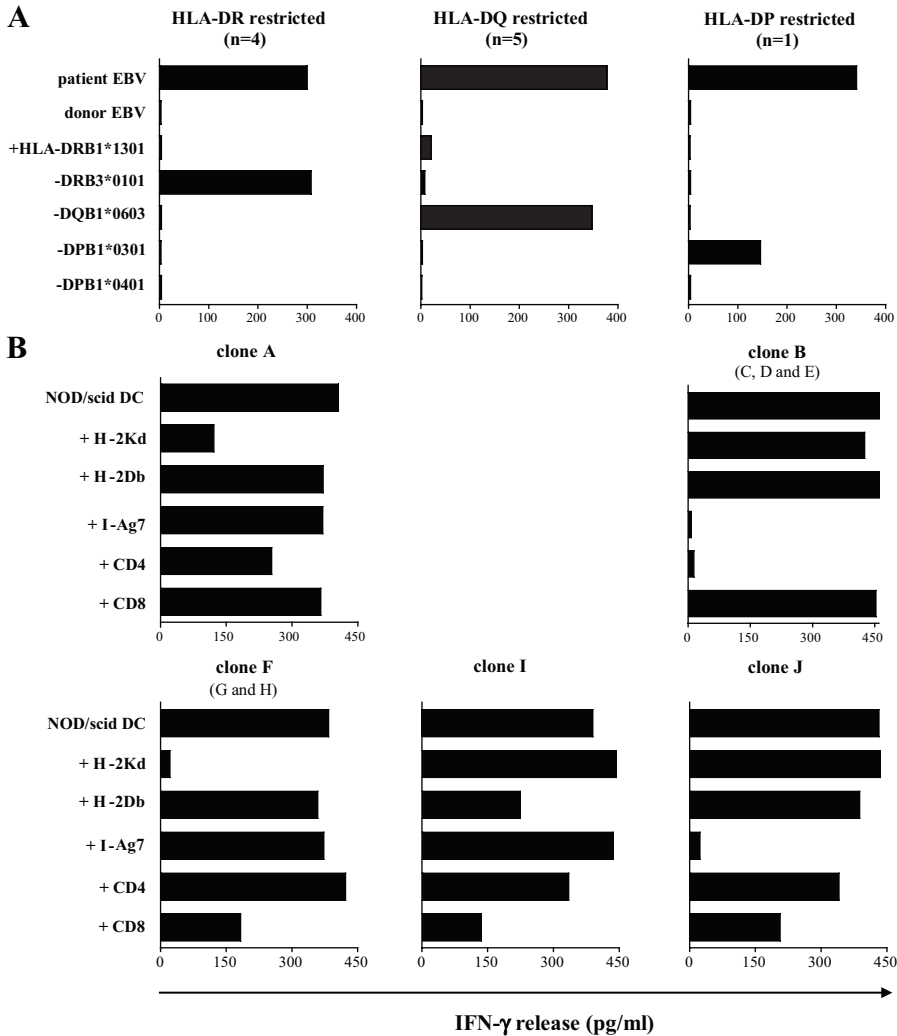 A
HLA-DR restricted
(n=4)
HLA-DQ restricted
(n=5)
HLA-DP restricted
(n=1)
patient EBV
donor EBV
+HLA-DRB1*1301
-DRB3*0101
-DQB1*0603
-DPB1*0301
-DPB1*0401
0 100 200 300 400
0 100 200 300 400
0 100 200 300 400
B
clone A
clone B
(C, D and E)
NOD/scid DC
+ H-2Kd
+ H-2Db
+ I-Ag7
+ CD4
+ CD8
0 150 300 450
0 150 300 450
clone F
(G and H)
clone I
clone J
NOD/scid DC
+ H-2Kd
+ H-2Db
+ I-Ag7
+ CD4
+ CD8
0 150 300 450
0 150 300 450
0 150 300 450
IFN-γ release (pg/ml)